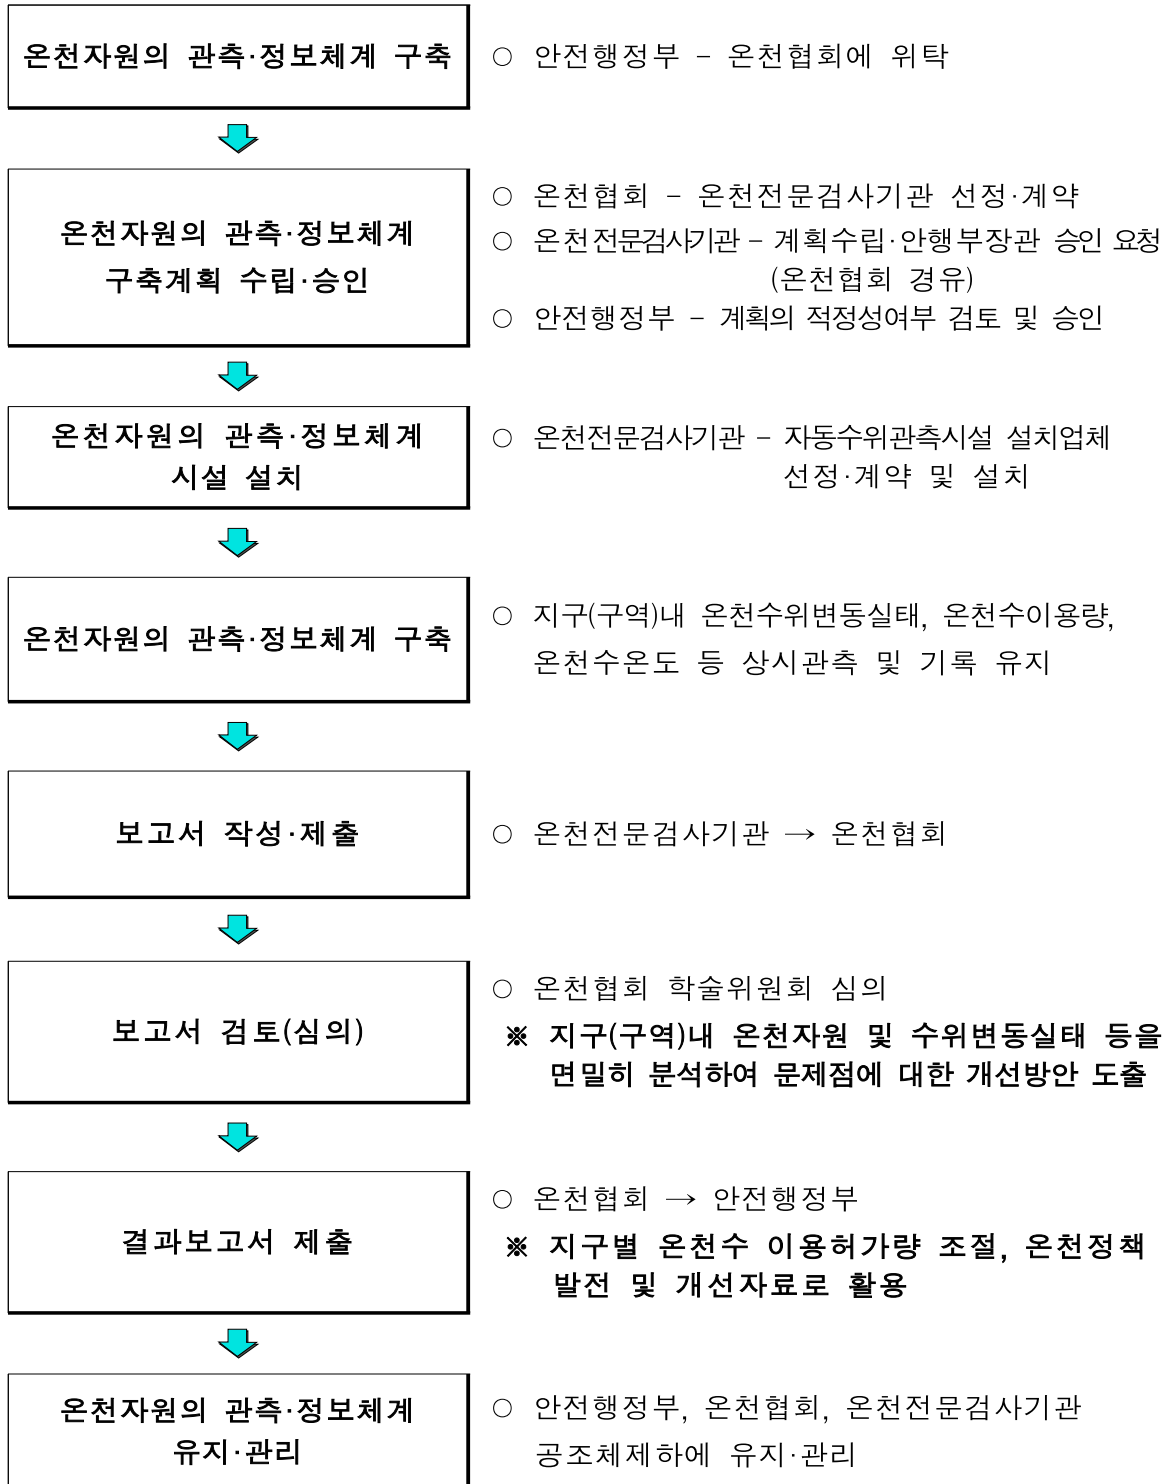 온천자원의 관측·정보체계 구축
○ 안전행정부 – 온천협회에 위탁
온천자원의 관측·정보체계
구축계획 수립·승인
○ 온천협회 – 온천전문검사기관 선정·계약
○ 온천전문검사기관 – 계획수립·안행부장관 승인 요청
(온천협회 경유)
○ 안전행정부 – 계획의 적정성여부 검토 및 승인
온천자원의 관측·정보체계
시설 설치
○ 온천전문검사기관 – 자동수위관측시설 설치업체
선정·계약 및 설치
온천자원의 관측·정보체계 구축
○ 지구(구역)내 온천수위변동실태, 온천수이용량,
온천수온도 등 상시관측 및 기록 유지
보고서 작성·제출
○ 온천전문검사기관 → 온천협회
보고서 검토(심의)
○ 온천협회 학술위원회 심의
※ 지구(구역)내 온천자원 및 수위변동실태 등을
면밀히 분석하여 문제점에 대한 개선방안 도출
결과보고서 제출
○ 온천협회 → 안전행정부
※ 지구별 온천수 이용허가량 조절, 온천정책
발전 및 개선자료로 활용
온천자원의 관측·정보체계
유지·관리
○ 안전행정부, 온천협회, 온천전문검사기관
공조체제하에 유지·관리